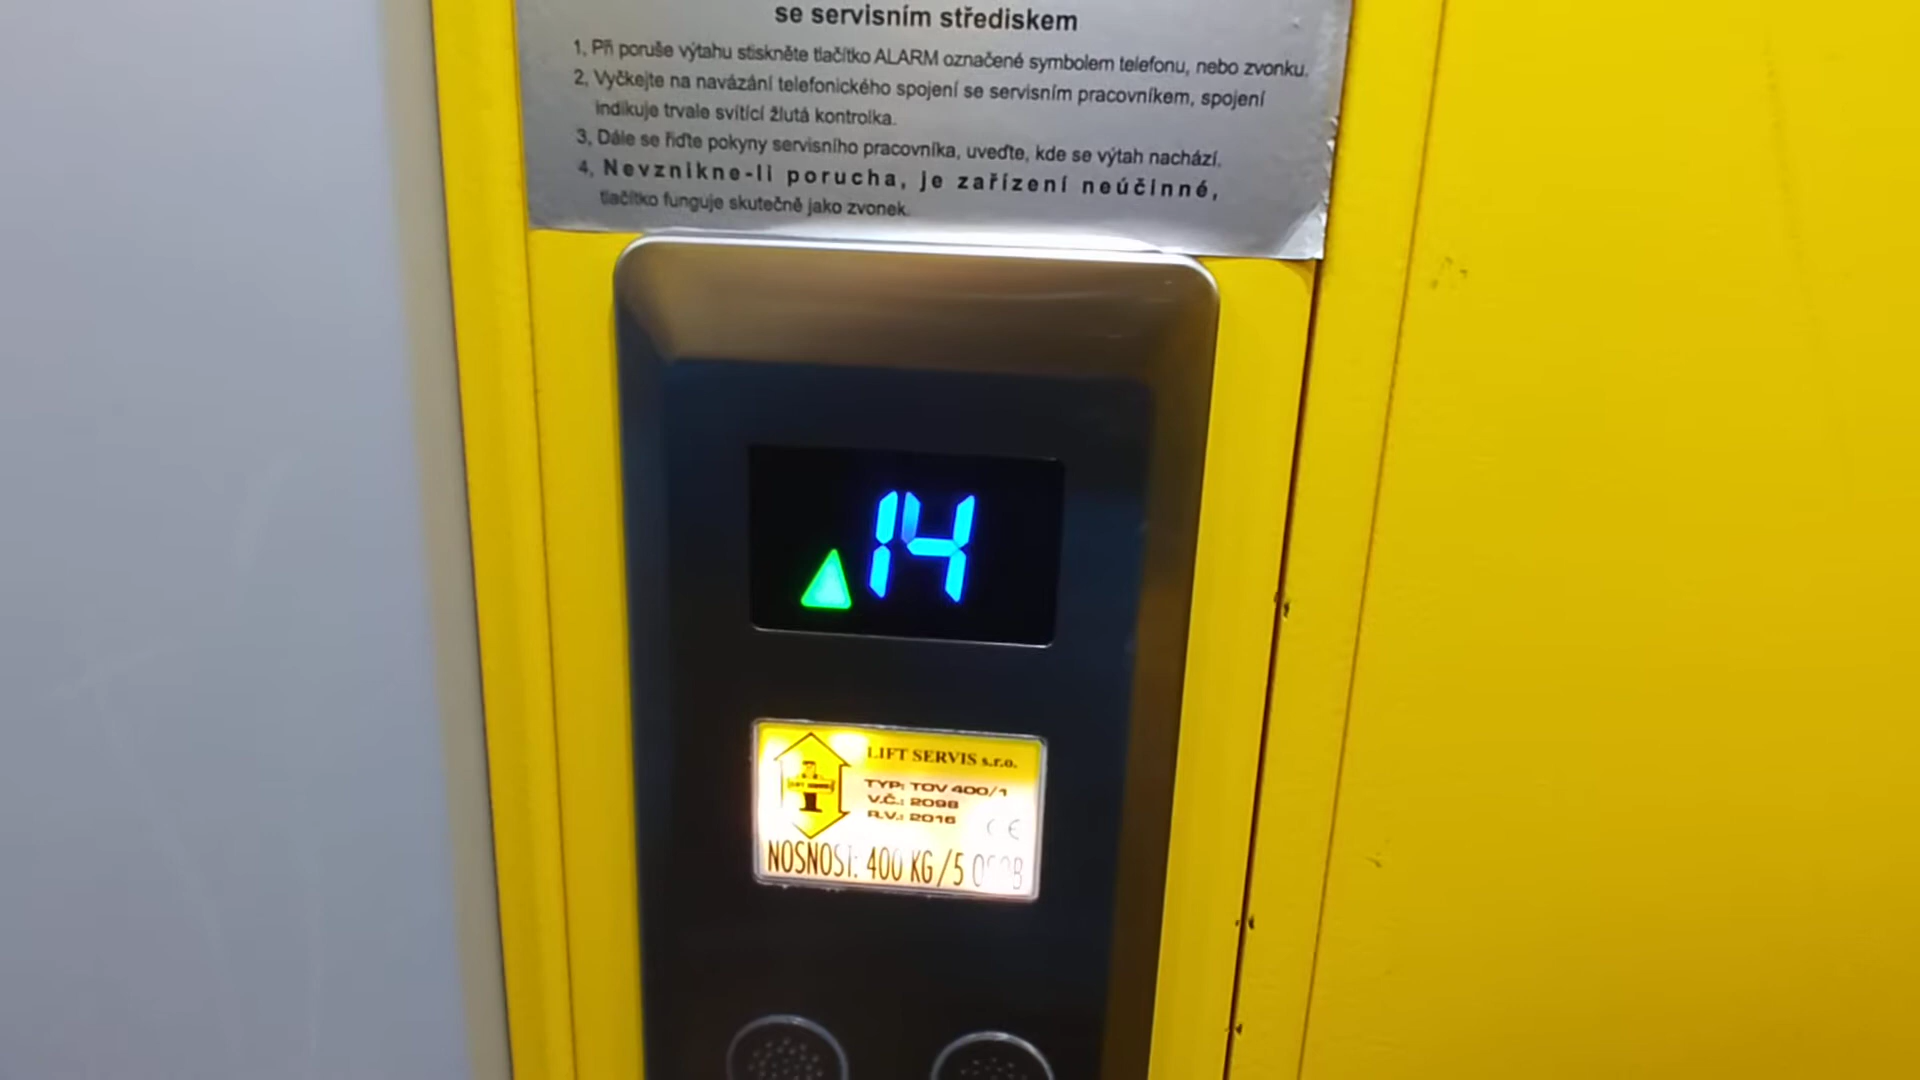 se servisním střediskem
1, Při poruše výtahu stiskněte tlačítko ALARM označené symbolem telefonu, nebo zvonku.
2, Vyčkejte na navázání telefonického spojení se servisním pracovníkem, spojení
indikuje trvale svítící žlutá kontrolka.
3, Dále se řiďte pokyny servisního pracovníka, uveďte, kde se výtah nachází.
4, Nevznikne-li porucha, je zařízení neúčinné,
tlačítko funguje skutečně jako zvonek.
14
LIFT SERVIS s.r.o.
TYP: TOV 400/1
V.Č.: 2098
R.V.: 2016
CE
LIFT SERVIS
NOSNOST: 400 KG/5